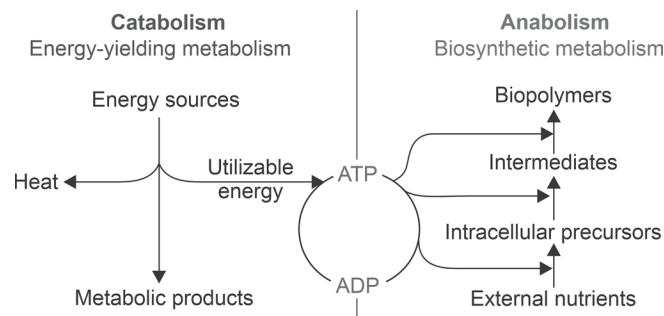 Catabolism
Energy-yielding metabolism
Energy sources
Heat
Utilizable
energy
Metabolic products
ATP
ADP
Anabolism
Biosynthetic metabolism
Biopolymers
Intermediates
Intracellular precursors
External nutrients